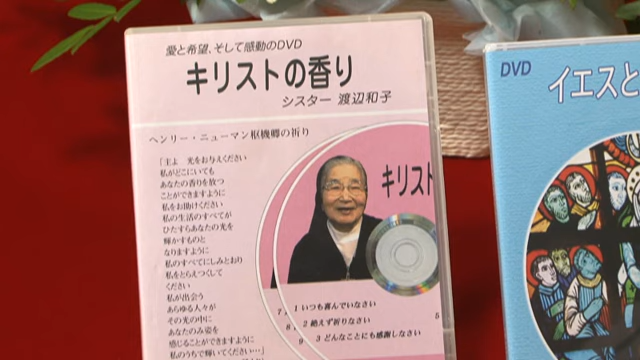 愛と希望、そして感動のDVD
キリストの香り
シスター 渡辺和子
ヘンリー・ニューマン枢機卿の祈り
「主よ 光をお与えください
私がどこにいても
あなたの香りを放つ
ことができますように
私をお助けください
私の生活のすべてが
ひたすらあなたの光を
輝かすものと
なりますように
私のすべてにしみとおり
私をとらえつくして
ください
私が出会う
あらゆる人々が
その光の中に
あなたのみ姿を
感じることができますように
私のうちで輝いてください…
キリスト
7, 1 いつも喜んでいなさい
8, 2 絶えず祈りなさい
9 3 どんなことにも感謝しなさい
5
DVD
イエスと